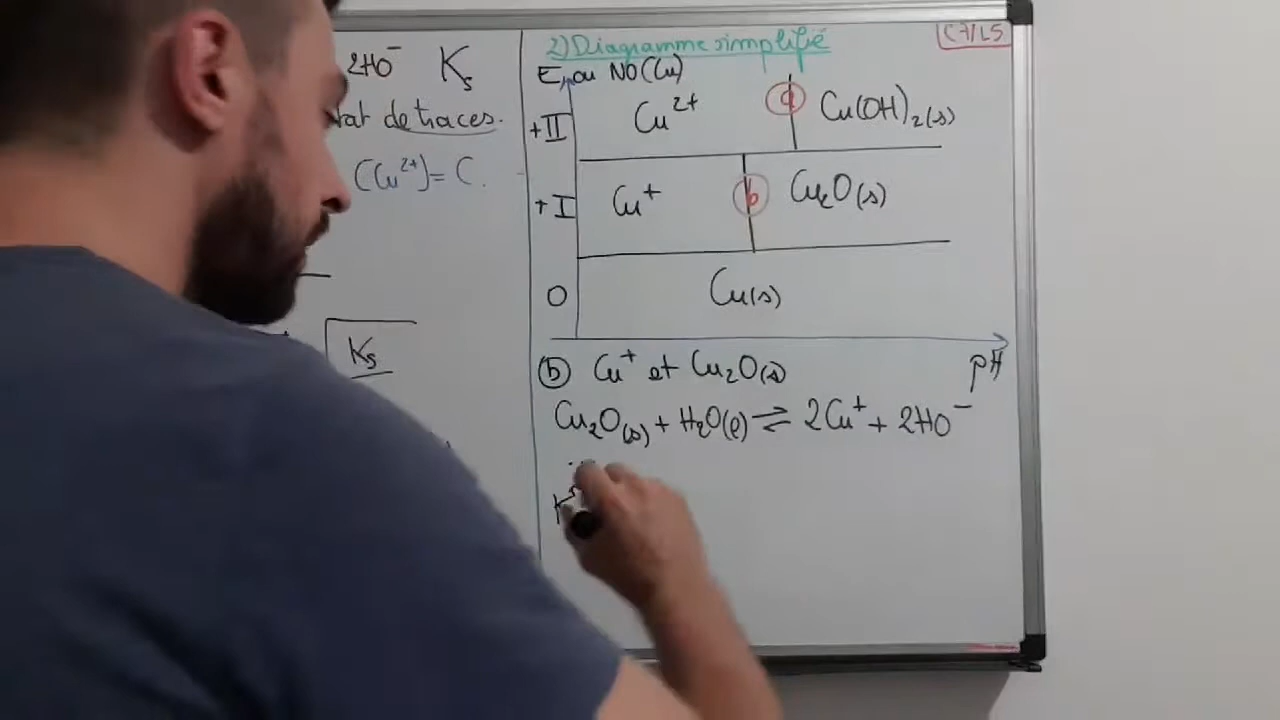 2HO⁻ Ks
tat de traces.
[Cu²⁺] = C.
Ks
2) Diagramme simplifié
C7/L5
E, ou NO(Cu)
+II Cu²⁺ a Cu(OH)₂(s)
+I Cu⁺ b Cu₂O(s)
0 Cu(s)
pH
(b) Cu⁺ et Cu₂O(s)
Cu₂O(s) + H₂O(l) ⇌ 2Cu⁺ + 2HO⁻